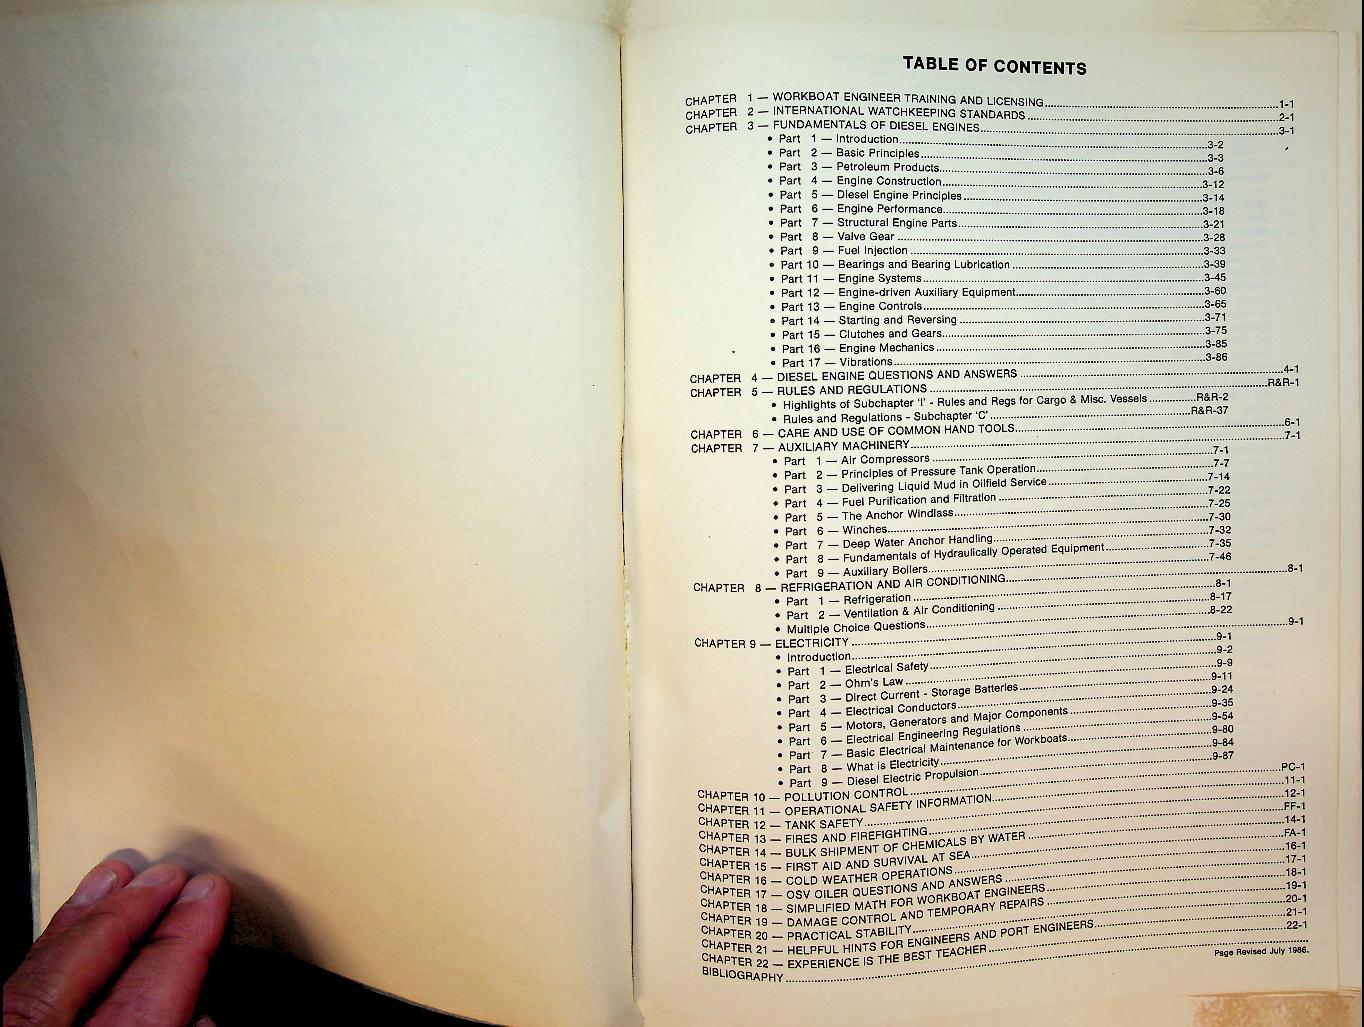 TABLE OF CONTENTS
CHAPTER 1 — WORKBOAT ENGINEER TRAINING AND LICENSING........1-1
CHAPTER 2 — INTERNATIONAL WATCHKEEPING STANDARDS........2-1
CHAPTER 3 — FUNDAMENTALS OF DIESEL ENGINES........3-1
• Part 1 — Introduction........3-2
• Part 2 — Basic Principles........3-3
• Part 3 — Petroleum Products........3-6
• Part 4 — Engine Construction........3-12
• Part 5 — Diesel Engine Principles........3-14
• Part 6 — Engine Performance........3-18
• Part 7 — Structural Engine Parts........3-21
• Part 8 — Valve Gear........3-28
• Part 9 — Fuel Injection........3-33
• Part 10 — Bearings and Bearing Lubrication........3-39
• Part 11 — Engine Systems........3-45
• Part 12 — Engine-driven Auxiliary Equipment........3-60
• Part 13 — Engine Controls........3-65
• Part 14 — Starting and Reversing........3-71
• Part 15 — Clutches and Gears........3-75
• Part 16 — Engine Mechanics........3-85
• Part 17 — Vibrations........3-86
CHAPTER 4 — DIESEL ENGINE QUESTIONS AND ANSWERS........4-1
CHAPTER 5 — RULES AND REGULATIONS........R&R-1
• Highlights of Subchapter 'I' - Rules and Regs for Cargo & Misc. Vessels........R&R-2
• Rules and Regulations - Subchapter 'C'........R&R-37
CHAPTER 6 — CARE AND USE OF COMMON HAND TOOLS........6-1
CHAPTER 7 — AUXILIARY MACHINERY........7-1
• Part 1 — Air Compressors........7-1
• Part 2 — Principles of Pressure Tank Operation........7-7
• Part 3 — Delivering Liquid Mud in Oilfield Service........7-14
• Part 4 — Fuel Purification and Filtration........7-22
• Part 5 — The Anchor Windlass........7-25
• Part 6 — Winches........7-30
• Part 7 — Deep Water Anchor Handling........7-32
• Part 8 — Fundamentals of Hydraulically Operated Equipment........7-35
• Part 9 — Auxiliary Boilers........7-46
CHAPTER 8 — REFRIGERATION AND AIR CONDITIONING........8-1
• Part 1 — Refrigeration........8-1
• Part 2 — Ventilation & Air Conditioning........8-17
• Multiple Choice Questions........8-22
CHAPTER 9 — ELECTRICITY........9-1
• Introduction........9-1
• Part 1 — Electrical Safety........9-2
• Part 2 — Ohm's Law........9-9
• Part 3 — Direct Current - Storage Batteries........9-11
• Part 4 — Electrical Conductors........9-24
• Part 5 — Motors, Generators and Major Components........9-35
• Part 6 — Electrical Engineering Regulations........9-54
• Part 7 — Basic Electrical Maintenance for Workboats........9-80
• Part 8 — What is Electricity........9-84
• Part 9 — Diesel Electric Propulsion........9-87
CHAPTER 10 — POLLUTION CONTROL........PC-1
CHAPTER 11 — OPERATIONAL SAFETY INFORMATION........11-1
CHAPTER 12 — TANK SAFETY........12-1
CHAPTER 13 — FIRES AND FIREFIGHTING........FF-1
CHAPTER 14 — BULK SHIPMENT OF CHEMICALS BY WATER........14-1
CHAPTER 15 — FIRST AID AND SURVIVAL AT SEA........FA-1
CHAPTER 16 — COLD WEATHER OPERATIONS........16-1
CHAPTER 17 — OSV OILER QUESTIONS AND ANSWERS........17-1
CHAPTER 18 — SIMPLIFIED MATH FOR WORKBOAT ENGINEERS........18-1
CHAPTER 19 — DAMAGE CONTROL AND TEMPORARY REPAIRS........19-1
CHAPTER 20 — PRACTICAL STABILITY........20-1
CHAPTER 21 — HELPFUL HINTS FOR ENGINEERS AND PORT ENGINEERS........21-1
CHAPTER 22 — EXPERIENCE IS THE BEST TEACHER........22-1
BIBLIOGRAPHY........
Page Revised July 1986.